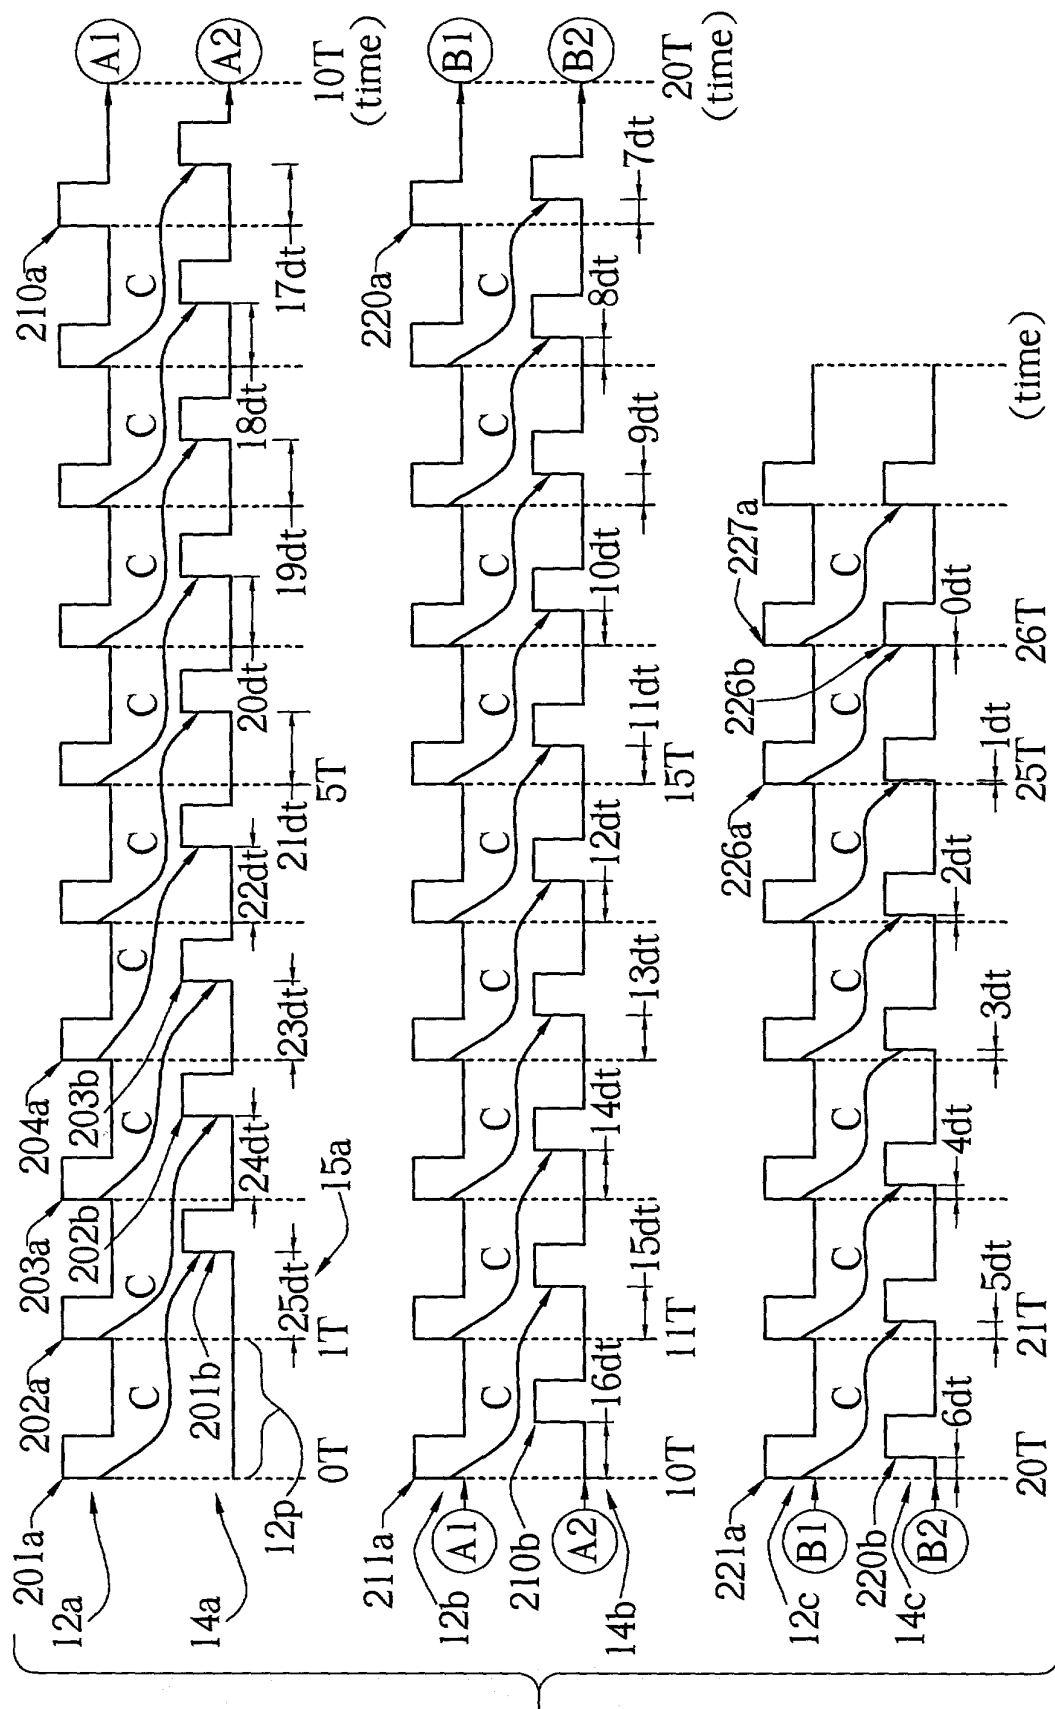 201a
202a
203a
204a
210a
12a
C
C
C
C
C
C
C
C
C
A1
202b
203b
14a
201b
A2
25dt
24dt
23dt
22dt
21dt
20dt
19dt
18dt
17dt
15a
12p
0T
1T
5T
10T
(time)
211a
220a
12b
A1
C
C
C
C
C
C
C
C
C
B1
210b
A2
14b
B2
16dt
15dt
14dt
13dt
12dt
11dt
10dt
9dt
8dt
7dt
10T
11T
15T
20T
(time)
221a
226a
226b
227a
12c
B1
C
C
C
C
C
C
C
220b
14c
B2
6dt
5dt
4dt
3dt
2dt
1dt
0dt
20T
21T
25T
26T
(time)